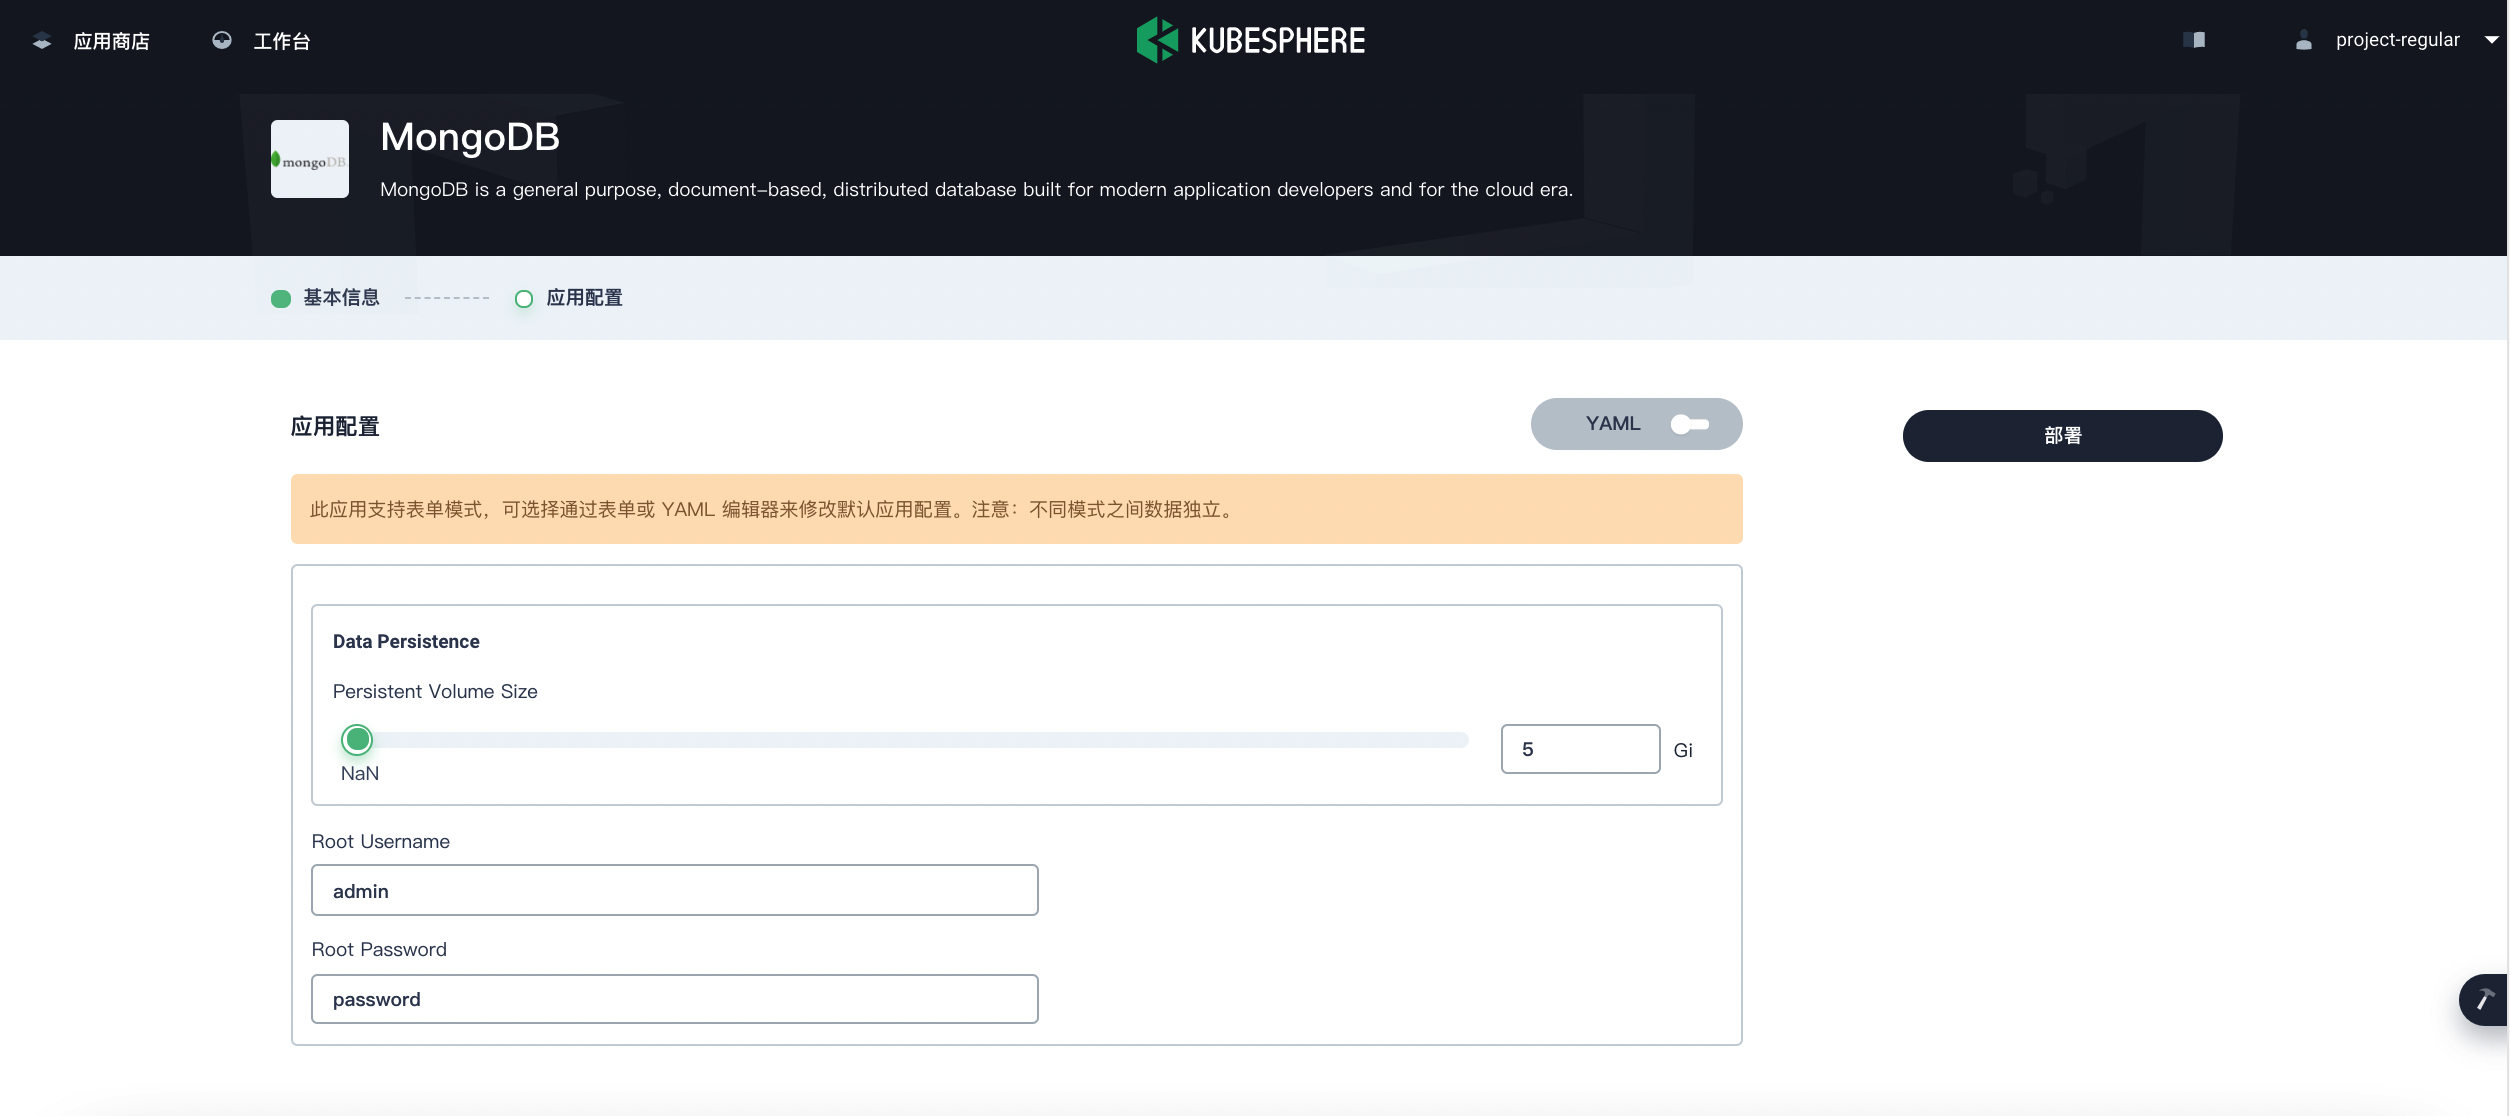 应用商店
工作台
KUBESPHERE
project-regular
mongoDB
MongoDB
MongoDB is a general purpose, document-based, distributed database built for modern application developers and for the cloud era.
基本信息
应用配置
应用配置
YAML
部署
此应用支持表单模式，可选择通过表单或 YAML 编辑器来修改默认应用配置。注意：不同模式之间数据独立。
Data Persistence
Persistent Volume Size
5
Gi
NaN
Root Username
admin
Root Password
password